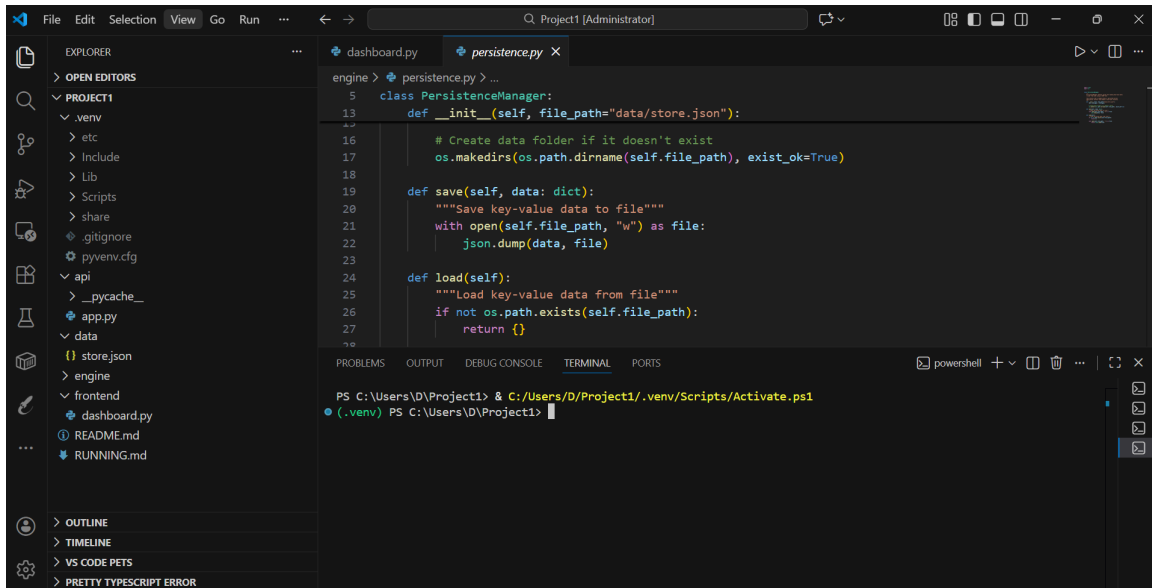 File Edit Selection View Go Run ···
Project1 [Administrator]
EXPLORER ···
OPEN EDITORS
PROJECT1
.venv
etc
Include
Lib
Scripts
share
.gitignore
pyvenv.cfg
api
__pycache__
app.py
data
{} store.json
engine
frontend
dashboard.py
README.md
RUNNING.md
OUTLINE
TIMELINE
VS CODE PETS
PRETTY TYPESCRIPT ERROR
dashboard.py persistence.py
engine > persistence.py > ...
5 class PersistenceManager:
13 def __init__(self, file_path="data/store.json"):
16 # Create data folder if it doesn't exist
17 os.makedirs(os.path.dirname(self.file_path), exist_ok=True)
18
19 def save(self, data: dict):
20 """Save key-value data to file"""
21 with open(self.file_path, "w") as file:
22 json.dump(data, file)
23
24 def load(self):
25 """Load key-value data from file"""
26 if not os.path.exists(self.file_path):
27 return {}
PROBLEMS OUTPUT DEBUG CONSOLE TERMINAL PORTS
powershell
PS C:\Users\D\Project1> & C:/Users/D/Project1/.venv/Scripts/Activate.ps1
(.venv) PS C:\Users\D\Project1>